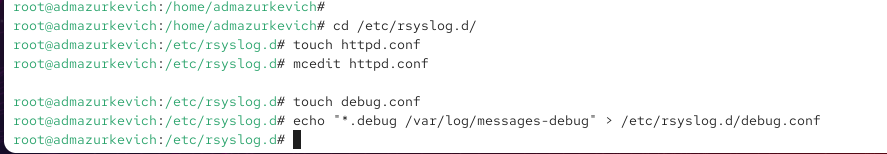 root@admazurkevich:/home/admazurkevich#
root@admazurkevich:/home/admazurkevich# cd /etc/rsyslog.d/
root@admazurkevich:/etc/rsyslog.d# touch httpd.conf
root@admazurkevich:/etc/rsyslog.d# mcedit httpd.conf
root@admazurkevich:/etc/rsyslog.d# touch debug.conf
root@admazurkevich:/etc/rsyslog.d# echo "*.debug /var/log/messages-debug" > /etc/rsyslog.d/debug.conf
root@admazurkevich:/etc/rsyslog.d#